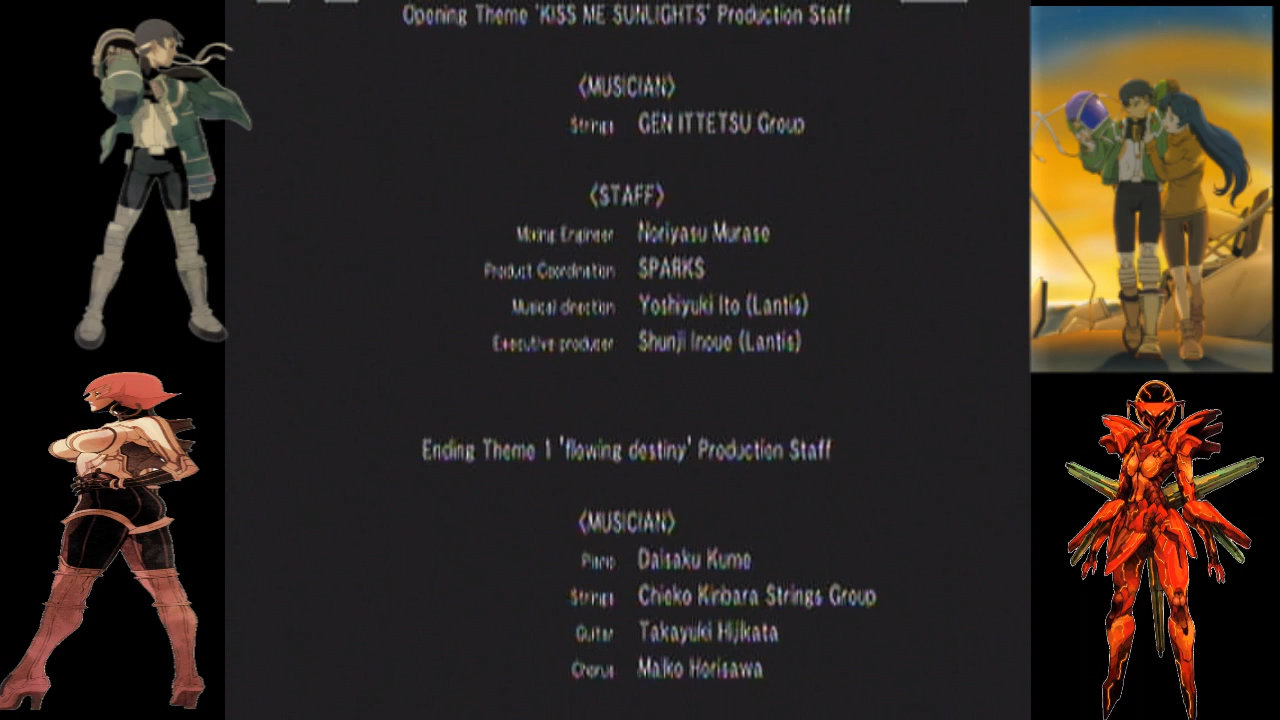 Opening Theme 'KISS ME SUNLIGHTS' Production Staff
《MUSICIAN》
Strings GEN ITTETSU Group
《STAFF》
Mixing Engineer Noriyasu Murase
Product Coordination SPARKS
Musical direction Yoshiyuki Ito (Lantis)
Executive producer Shunji Inoue (Lantis)
Ending Theme 1 'flowing destiny' Production Staff
《MUSICIAN》
Piano Daisaku Kume
Strings Chieko Kinbara Strings Group
Guitar Takayuki Hijikata
Chorus Maiko Horisawa